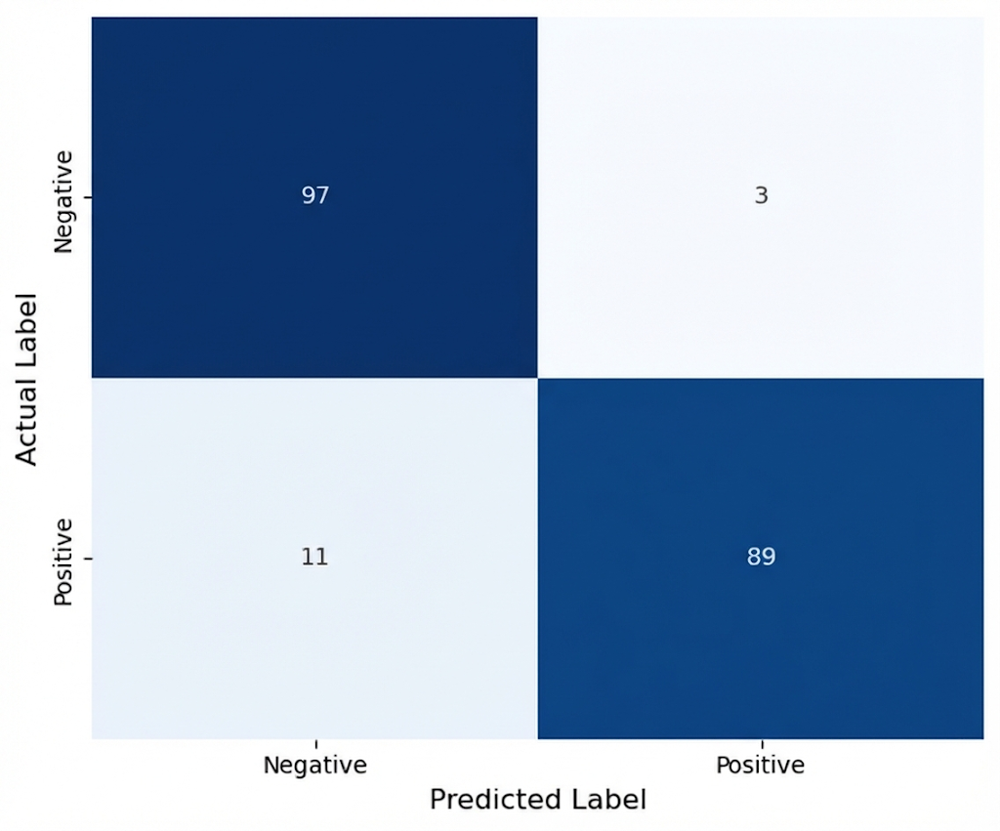 Actual Label
Negative
97
3
Positive
11
89
Negative
Positive
Predicted Label